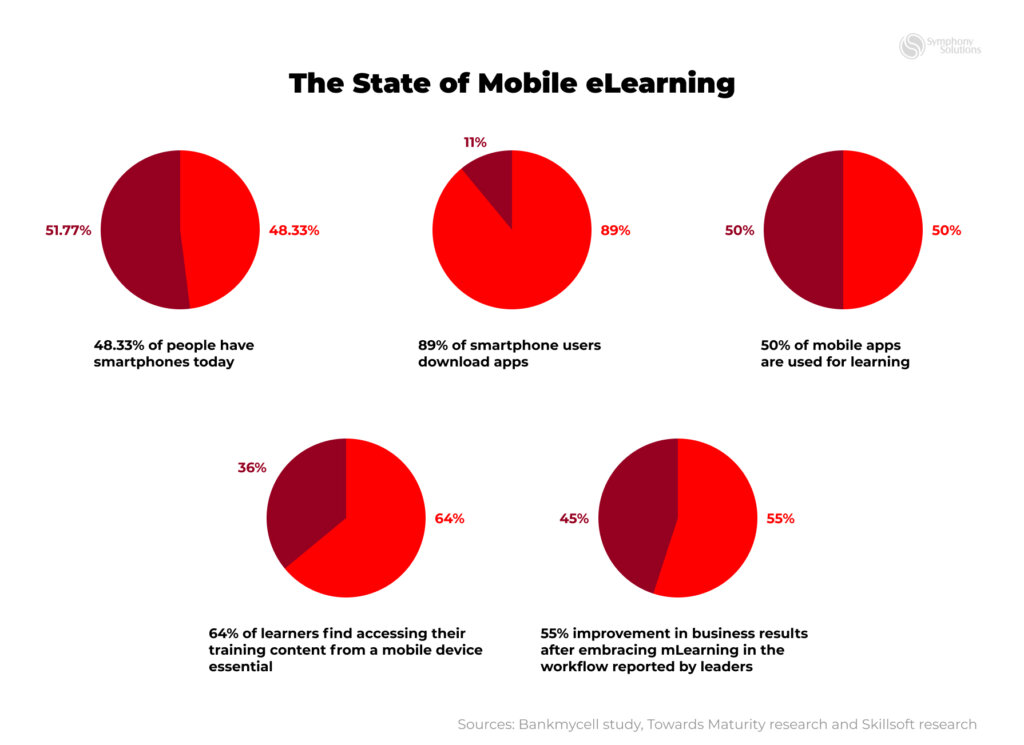 Symphony
Solutions
The State of Mobile eLearning
11%
51.77%
48.33%
89%
50%
50%
48.33% of people have
smartphones today
89% of smartphone users
download apps
50% of mobile apps
are used for learning
36%
64%
45%
55%
64% of learners find accessing their
training content from a mobile device
essential
55% improvement in business results
after embracing mLearning in the
workflow reported by leaders
Sources: Bankmycell study, Towards Maturity research and Skillsoft research